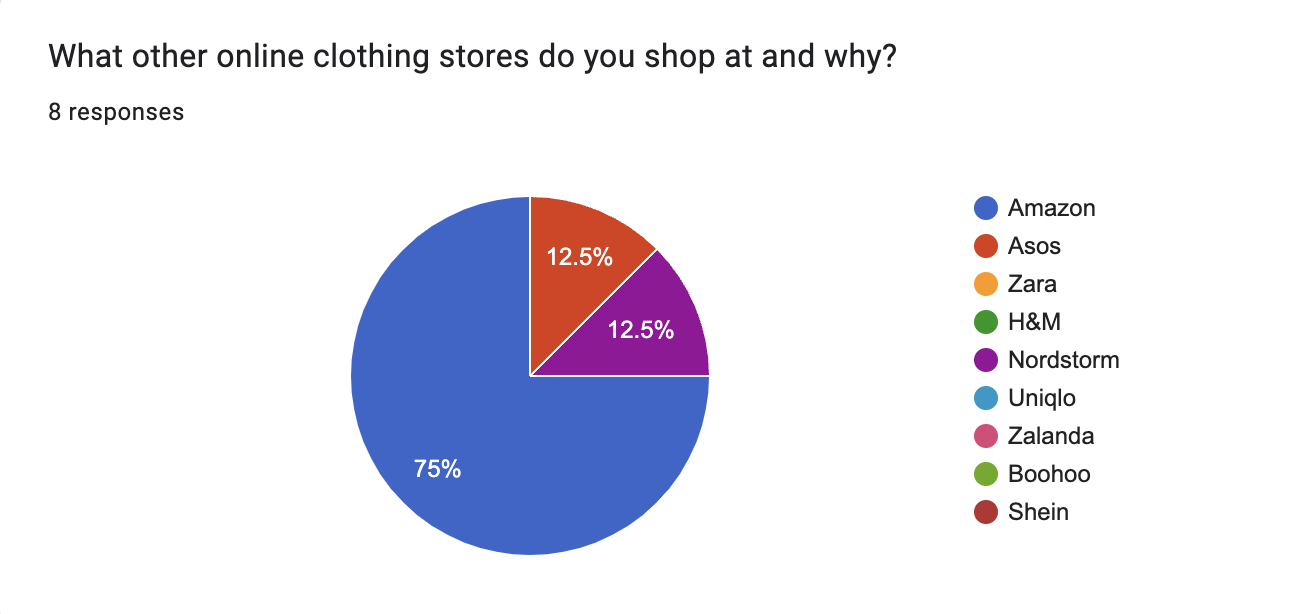 What other online clothing stores do you shop at and why?
8 responses
12.5%
12.5%
75%
Amazon
Asos
Zara
H&M
Nordstorm
Uniqlo
Zalanda
Boohoo
Shein